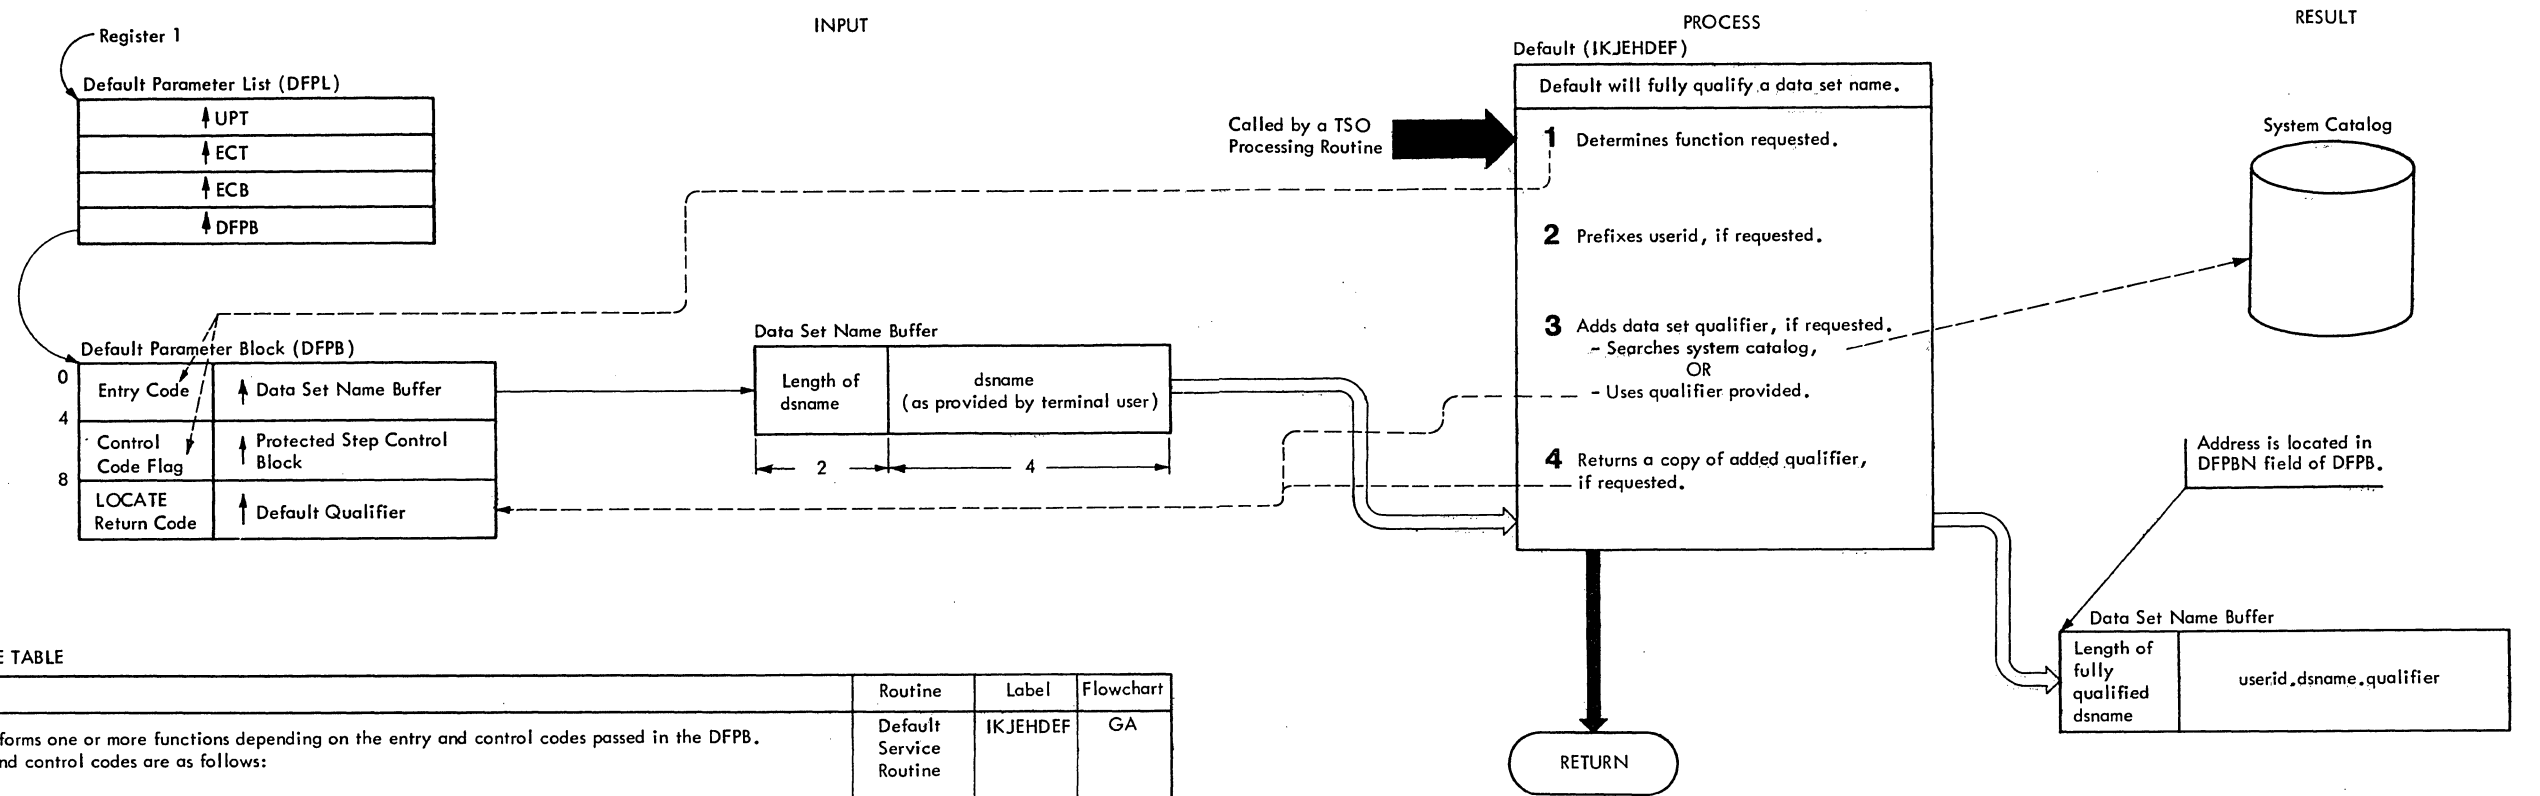 INPUT
PROCESS
RESULT
Register 1
Default Parameter List (DFPL)
UPT
ECT
ECB
DFPB
Default Parameter Block (DFPB)
0
Entry Code
Data Set Name Buffer
4
Control
Code Flag
Protected Step Control
Block
8
LOCATE
Return Code
Default Qualifier
Data Set Name Buffer
Length of
dsname
dsname
(as provided by terminal user)
2
4
Default (IKJEHDEF)
Default will fully qualify a data set name.
Called by a TSO
Processing Routine
1 Determines function requested.
2 Prefixes userid, if requested.
3 Adds data set qualifier, if requested.
- Searches system catalog,
OR
- Uses qualifier provided.
4 Returns a copy of added qualifier,
if requested.
RETURN
System Catalog
Address is located in
DFPBN field of DFPB.
Data Set Name Buffer
Length of
fully
qualified
dsname
userid.dsname.qualifier
TABLE
Routine
Label
Flowchart
forms one or more functions depending on the entry and control codes passed in the DFPB.
nd control codes are as follows:
Default
Service
Routine
IKJEHDEF
GA